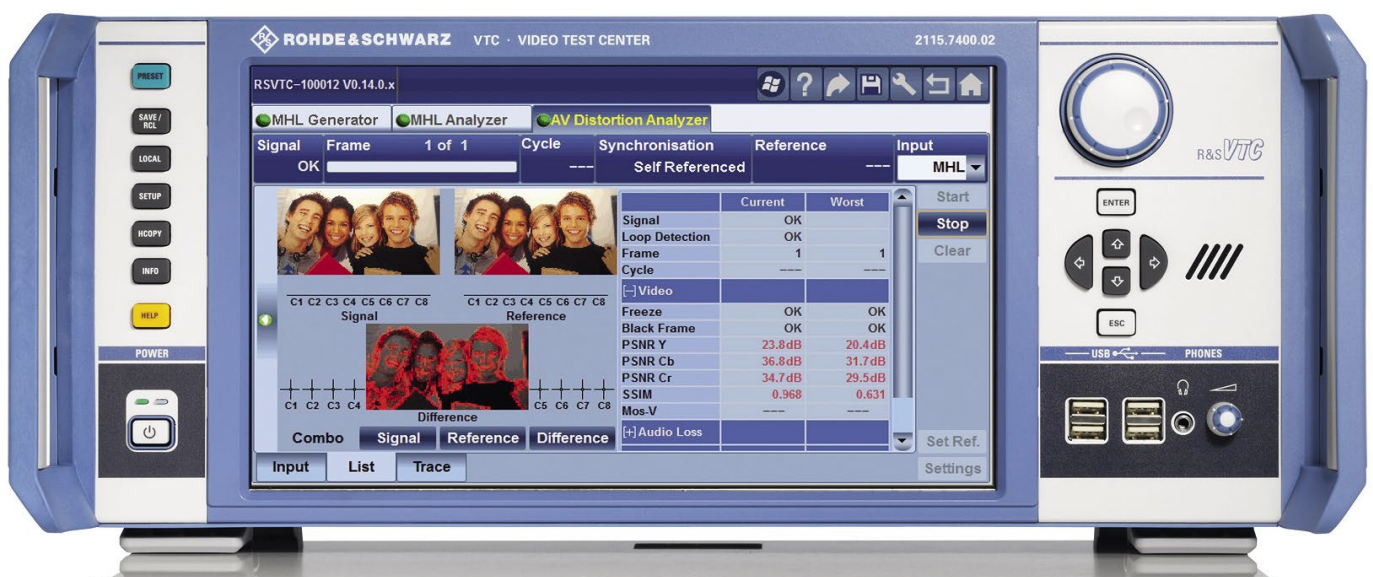 ROHDE&SCHWARZ VTC · VIDEO TEST CENTER 2115.7400.02
PRESET
SAVE/
RCL
LOCAL
SETUP
HCOPY
INFO
HELP
POWER
RSVTC-100012 V0.14.0.x
?
MHL Generator MHL Analyzer AV Distortion Analyzer
Signal Frame 1 of 1 Cycle Synchronisation Reference Input
OK --- Self Referenced --- MHL
Current Worst
Signal OK
Loop Detection OK
Frame 1 1
Cycle --- ---
[-] Video
Freeze OK OK
Black Frame OK OK
PSNR Y 23.8dB 20.4dB
PSNR Cb 36.8dB 31.7dB
PSNR Cr 34.7dB 29.5dB
SSIM 0.968 0.631
Mos-V --- ---
[+] Audio Loss
C1 C2 C3 C4 C5 C6 C7 C8
Signal
C1 C2 C3 C4 C5 C6 C7 C8
Reference
C1 C2 C3 C4 C5 C6 C7 C8
Difference
Combo Signal Reference Difference
Input List Trace
Start
Stop
Clear
Set Ref.
Settings
R&S VTC
ENTER
ESC
USB PHONES